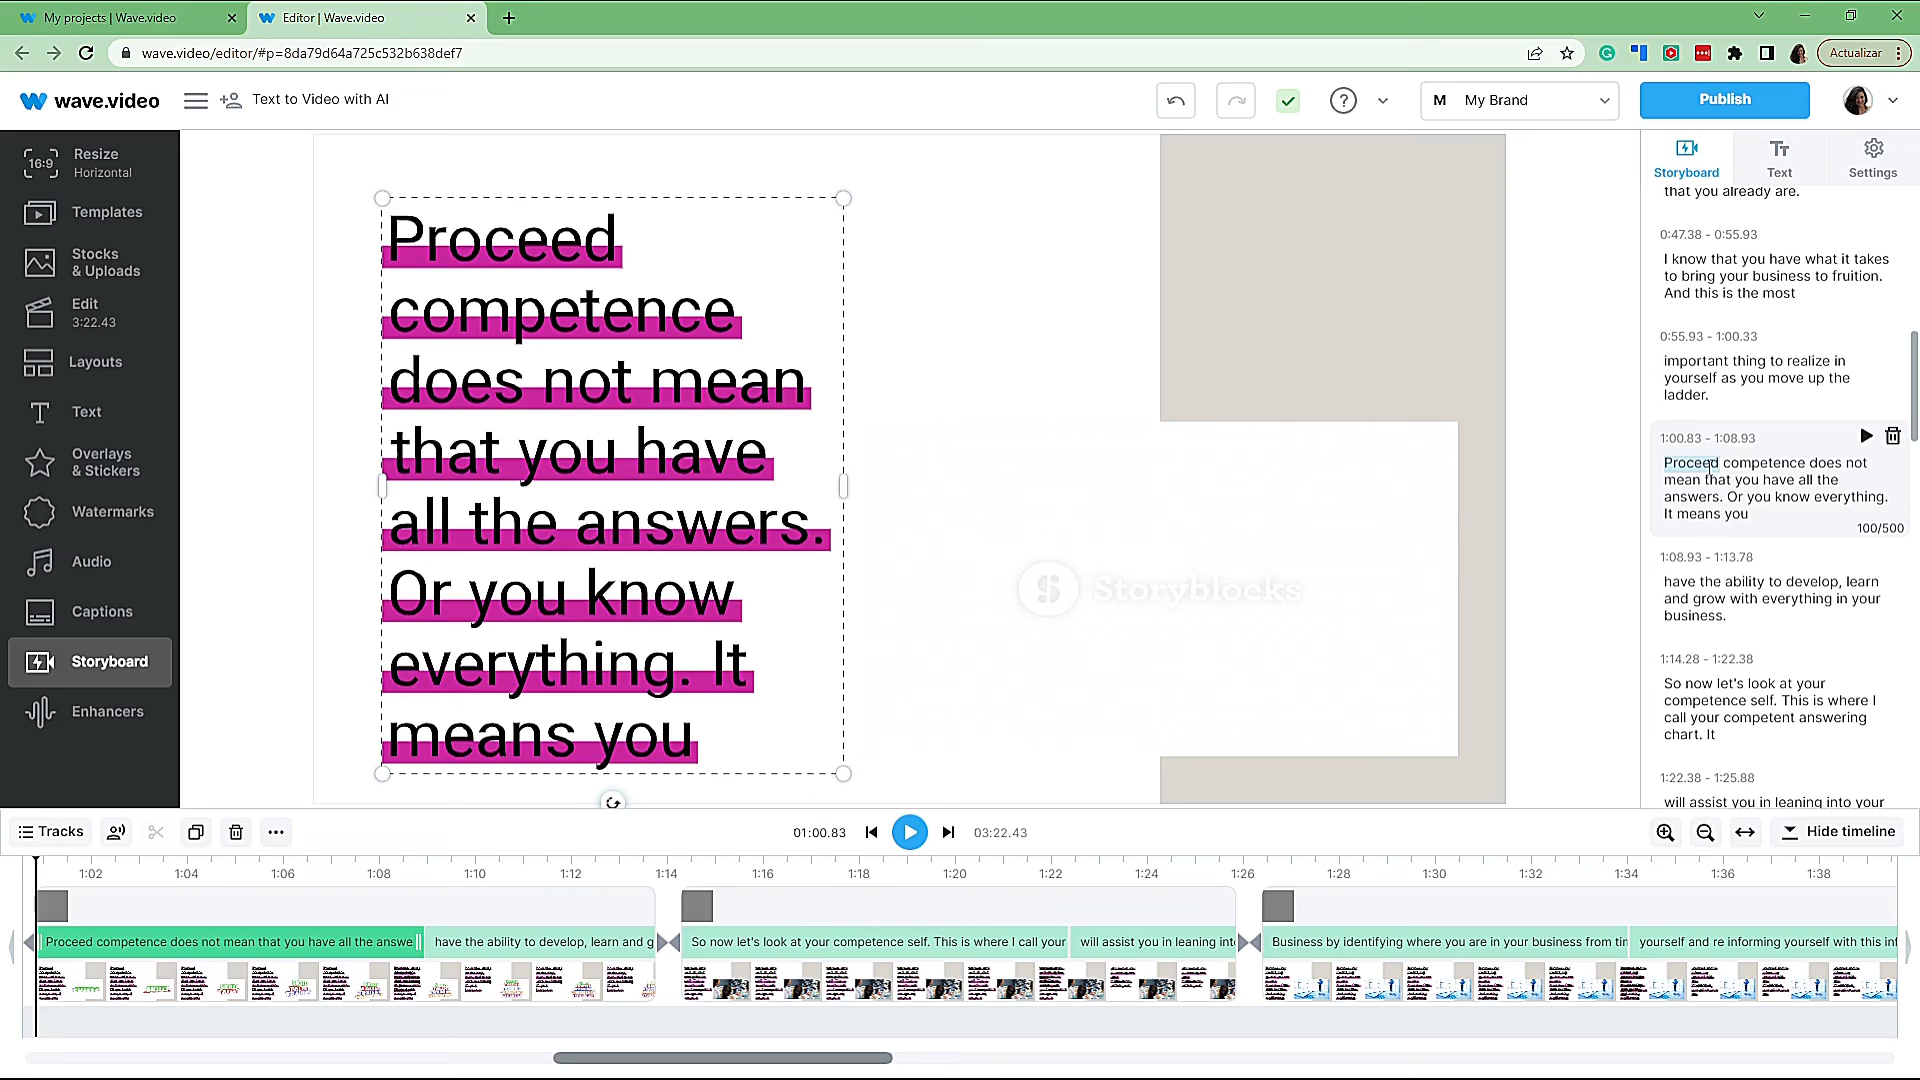 My projects | Wave.video
Editor | Wave.video
wave.video/editor/#p=8da79d64a725c532b638def7
Actualizar
wave.video
Text to Video with AI
?
M My Brand
Publish
16:9
Resize
Horizontal
Templates
Stocks
& Uploads
Edit
3:22.43
Layouts
Text
Overlays
& Stickers
Watermarks
Audio
Captions
Storyboard
Enhancers
Proceed
competence
does not mean
that you have
all the answers.
Or you know
everything. It
means you
Storyblocks
Storyboard
Text
Settings
that you already are.
0:47.38 - 0:55.93
I know that you have what it takes
to bring your business to fruition.
And this is the most
0:55.93 - 1:00.33
important thing to realize in
yourself as you move up the
ladder.
1:00.83 - 1:08.93
Proceed competence does not
mean that you have all the
answers. Or you know everything.
It means you
100/500
1:08.93 - 1:13.78
have the ability to develop, learn
and grow with everything in your
business.
1:14.28 - 1:22.38
So now let's look at your
competence self. This is where I
call your competent answering
chart. It
1:22.38 - 1:25.88
will assist you in leaning into your
Tracks
01:00.83
03:22.43
Hide timeline
1:02 1:04 1:06 1:08 1:10 1:12 1:14 1:16 1:18 1:20 1:22 1:24 1:26 1:28 1:30 1:32 1:34 1:36 1:38
Proceed competence does not mean that you have all the answe
have the ability to develop, learn and g
So now let's look at your competence self. This is where I call your
will assist you in leaning int
Business by identifying where you are in your business from tin
yourself and re informing yourself with this inf